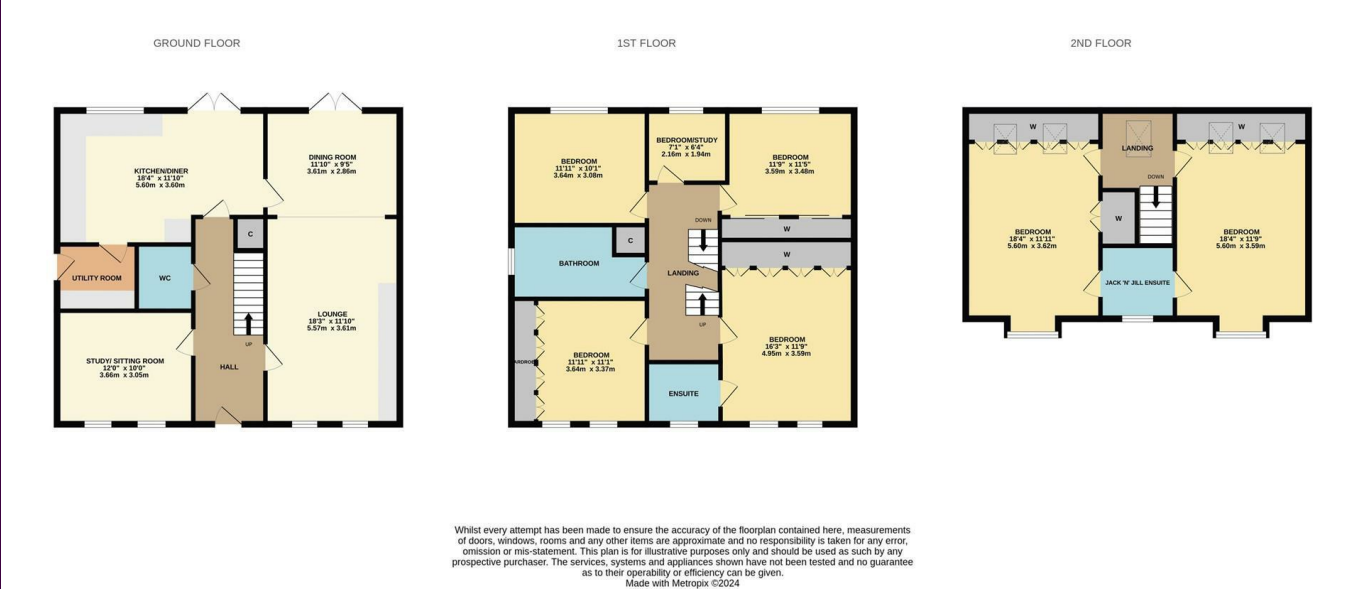 GROUND FLOOR
KITCHEN/DINER
18'4" x 11'10"
5.60m x 3.60m
DINING ROOM
11'10" x 9'5"
3.61m x 2.86m
C
UTILITY ROOM
WC
LOUNGE
18'3" x 11'10"
5.57m x 3.61m
UP
STUDY/ SITTING ROOM
12'0" x 10'0"
3.66m x 3.05m
HALL
1ST FLOOR
BEDROOM
11'11" x 10'1"
3.64m x 3.08m
BEDROOM/STUDY
7'1" x 6'4"
2.16m x 1.94m
BEDROOM
11'9" x 11'5"
3.59m x 3.48m
DOWN
W
C
W
BATHROOM
LANDING
UP
BEDROOM
11'11" x 11'1"
3.64m x 3.37m
BEDROOM
16'3" x 11'9"
4.95m x 3.59m
ENSUITE
2ND FLOOR
W
W
LANDING
DOWN
W
BEDROOM
18'4" x 11'11"
5.60m x 3.62m
BEDROOM
18'4" x 11'9"
5.60m x 3.59m
JACK 'N' JILL ENSUITE
Whilst every attempt has been made to ensure the accuracy of the floorplan contained here, measurements
of doors, windows, rooms and any other items are approximate and no responsibility is taken for any error,
omission or mis-statement. This plan is for illustrative purposes only and should be used as such by any
prospective purchaser. The services, systems and appliances shown have not been tested and no guarantee
as to their operability or efficiency can be given.
Made with Metropix ©2024